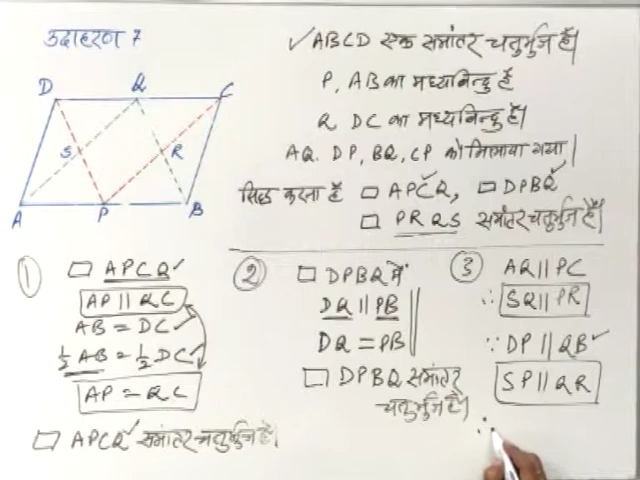 उदाहरण 7
✓ABCD एक समांतर चतुर्भुज है।
P, AB का मध्यबिन्दु है
Q DC का मध्यबिन्दु है।
AQ. DP, BQ, CP को मिलाया गया।
सिद्ध करना है □ APCQ, □ DPBQ
□ PRQS समांतर चतुर्भुज हैं।
D Q C
S R
A P B
① □ APCQ✓
AP || QC
AB = DC✓
½ AB = ½ DC✓
AP = QC
□ APCQ✓ समांतर चतुर्भुज है।
② □ DPBQ में
DQ || PB
DQ = PB
□ DPBQ समांतर
चतुर्भुज है।
③ AQ || PC
∴ SQ || PR
∵ DP || QB✓
SP || QR
∴